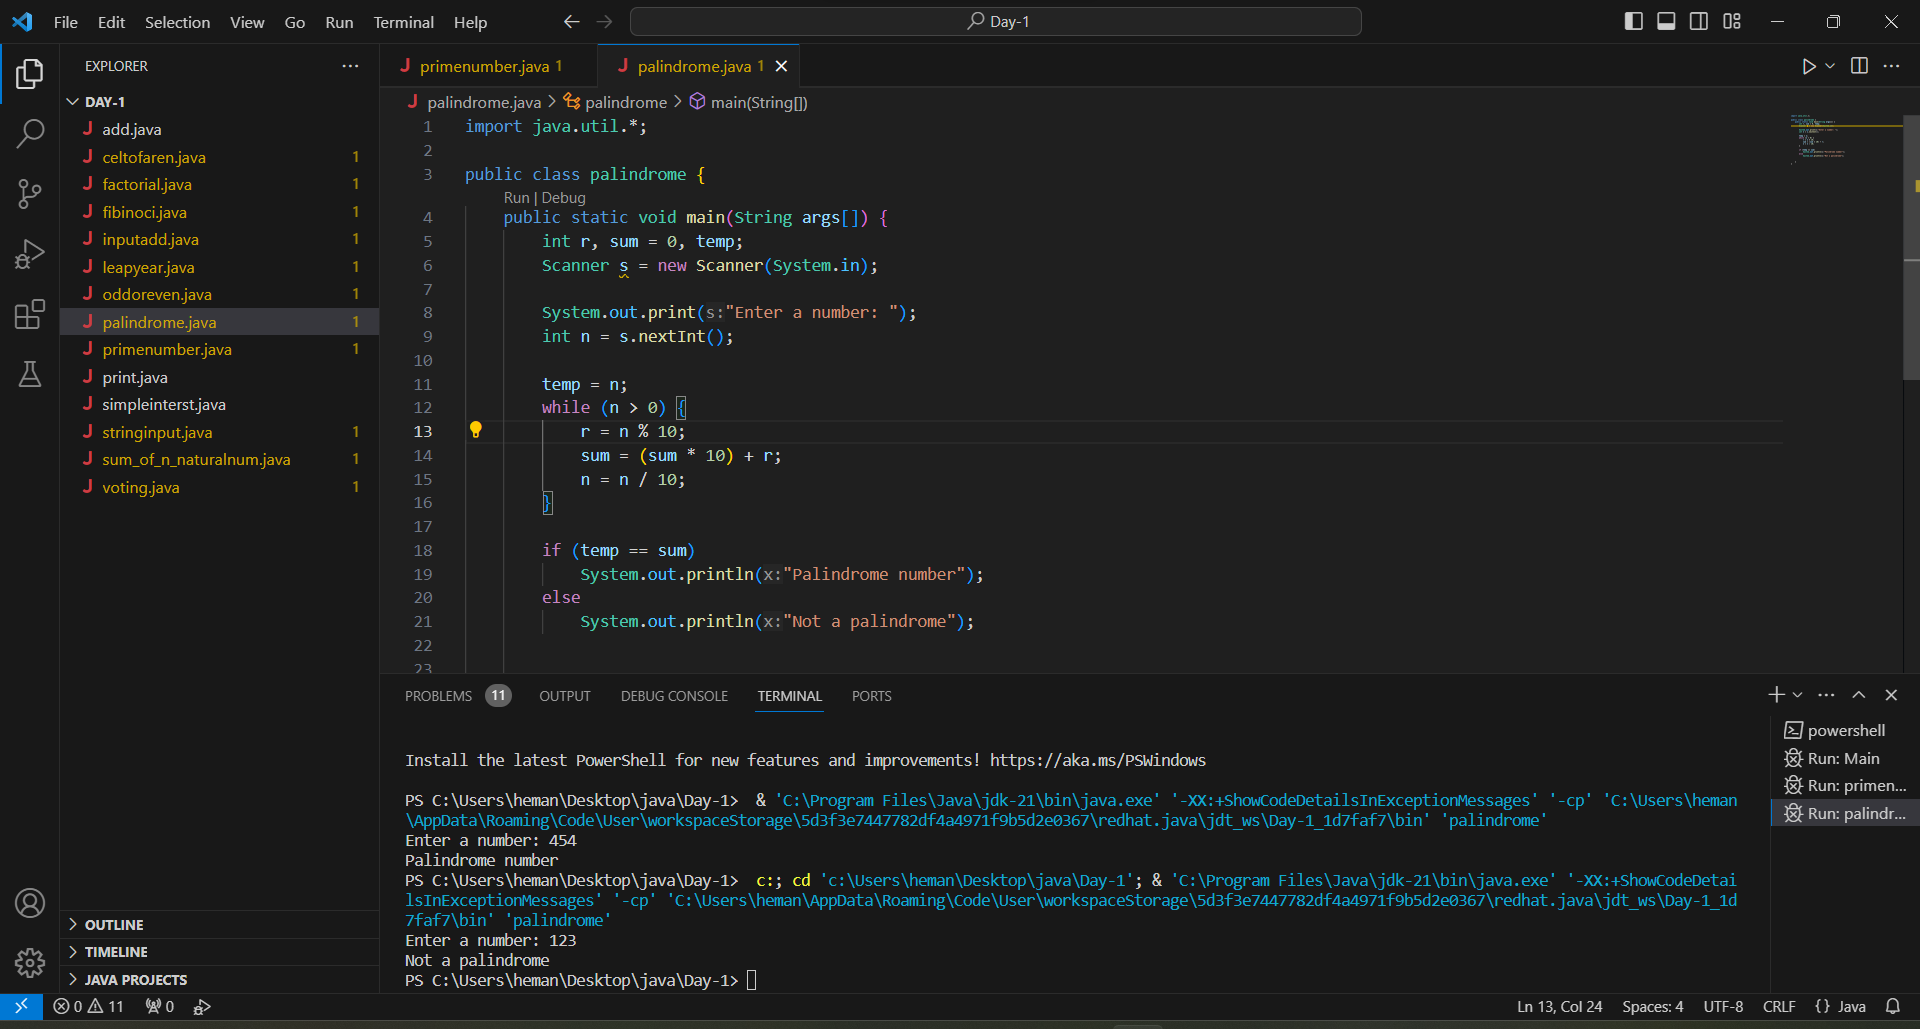 File Edit Selection View Go Run Terminal Help
Day-1
EXPLORER
DAY-1
add.java
celtofaren.java 1
factorial.java 1
fibinoci.java 1
inputadd.java 1
leapyear.java 1
oddoreven.java 1
palindrome.java 1
primenumber.java 1
print.java
simpleinterst.java
stringinput.java 1
sum_of_n_naturalnum.java 1
voting.java 1
OUTLINE
TIMELINE
JAVA PROJECTS
primenumber.java 1
palindrome.java 1
palindrome.java > palindrome > main(String[])
1 import java.util.*;
2
3 public class palindrome {
Run | Debug
4 public static void main(String args[]) {
5 int r, sum = 0, temp;
6 Scanner s = new Scanner(System.in);
7
8 System.out.print(s:"Enter a number: ");
9 int n = s.nextInt();
10
11 temp = n;
12 while (n > 0) {
13 r = n % 10;
14 sum = (sum * 10) + r;
15 n = n / 10;
16 }
17
18 if (temp == sum)
19 System.out.println(x:"Palindrome number");
20 else
21 System.out.println(x:"Not a palindrome");
22
23
PROBLEMS 11 OUTPUT DEBUG CONSOLE TERMINAL PORTS
Install the latest PowerShell for new features and improvements! https://aka.ms/PSWindows
PS C:\Users\heman\Desktop\java\Day-1> & 'C:\Program Files\Java\jdk-21\bin\java.exe' '-XX:+ShowCodeDetailsInExceptionMessages' '-cp' 'C:\Users\heman
\AppData\Roaming\Code\User\workspaceStorage\5d3f3e7447782df4a4971f9b5d2e0367\redhat.java\jdt_ws\Day-1_1d7faf7\bin' 'palindrome'
Enter a number: 454
Palindrome number
PS C:\Users\heman\Desktop\java\Day-1> c:; cd 'c:\Users\heman\Desktop\java\Day-1'; & 'C:\Program Files\Java\jdk-21\bin\java.exe' '-XX:+ShowCodeDetai
lsInExceptionMessages' '-cp' 'C:\Users\heman\AppData\Roaming\Code\User\workspaceStorage\5d3f3e7447782df4a4971f9b5d2e0367\redhat.java\jdt_ws\Day-1_1d
7faf7\bin' 'palindrome'
Enter a number: 123
Not a palindrome
PS C:\Users\heman\Desktop\java\Day-1>
powershell
Run: Main
Run: primen...
Run: palindr...
0 11 0
Ln 13, Col 24 Spaces: 4 UTF-8 CRLF {} Java